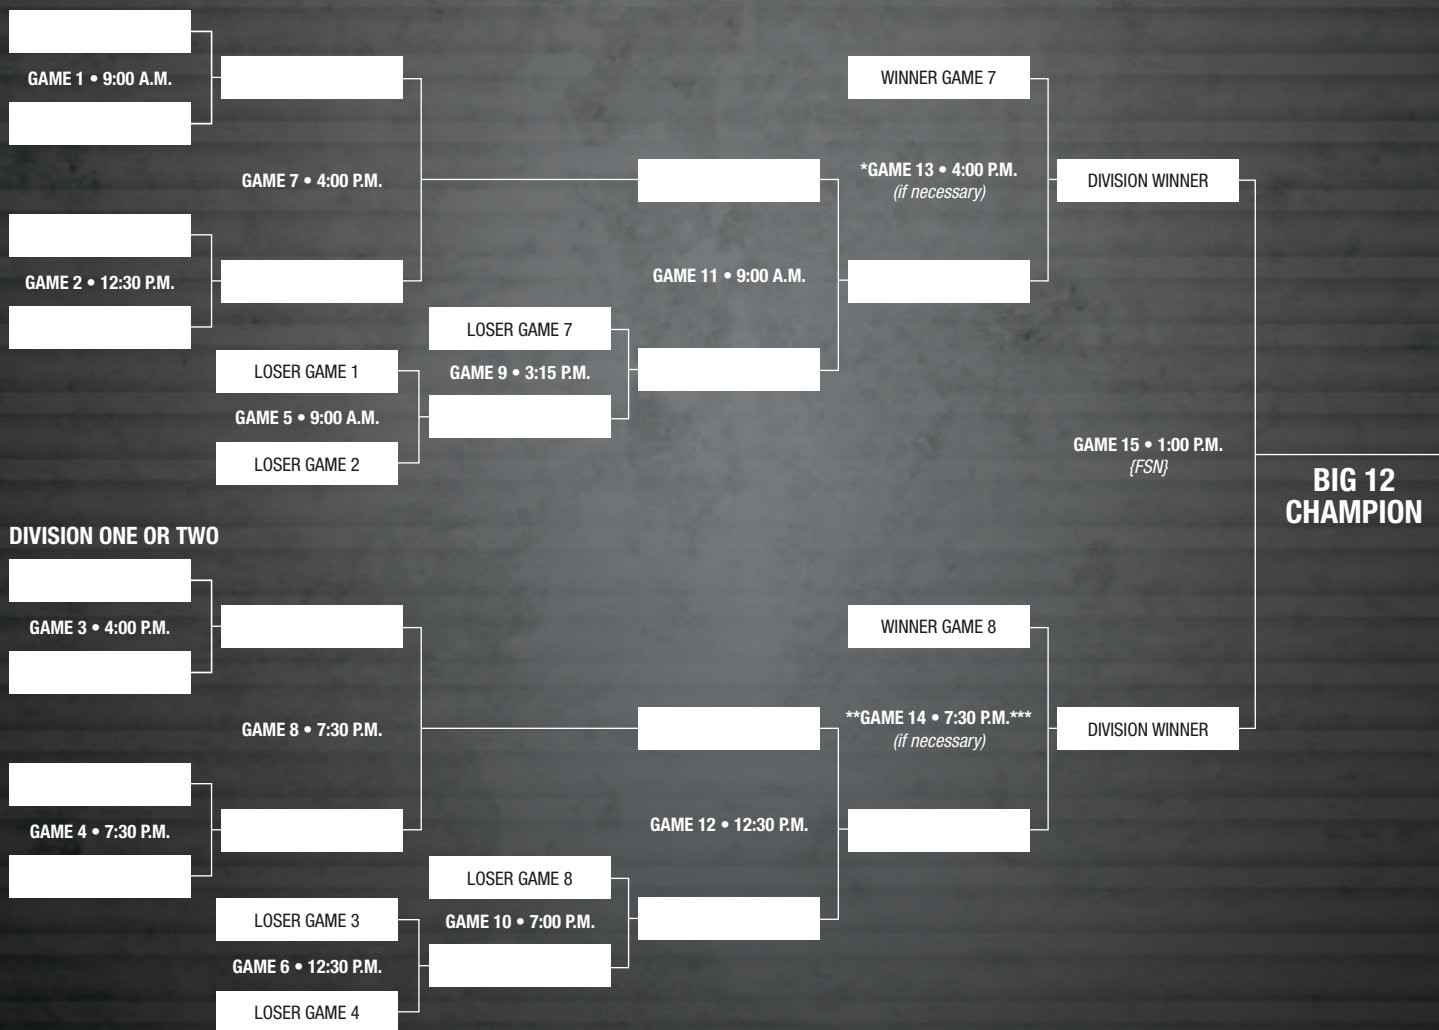 GAME 1 • 9:00 A.M.
WINNER GAME 7
GAME 7 • 4:00 P.M.
*GAME 13 • 4:00 P.M.
(if necessary)
DIVISION WINNER
GAME 2 • 12:30 P.M.
GAME 11 • 9:00 A.M.
LOSER GAME 7
LOSER GAME 1
GAME 9 • 3:15 P.M.
GAME 5 • 9:00 A.M.
LOSER GAME 2
GAME 15 • 1:00 P.M.
{FSN}
BIG 12
CHAMPION
DIVISION ONE OR TWO
GAME 3 • 4:00 P.M.
WINNER GAME 8
GAME 8 • 7:30 P.M.
**GAME 14 • 7:30 P.M.***
(if necessary)
DIVISION WINNER
GAME 4 • 7:30 P.M.
GAME 12 • 12:30 P.M.
LOSER GAME 8
LOSER GAME 3
GAME 10 • 7:00 P.M.
GAME 6 • 12:30 P.M.
LOSER GAME 4